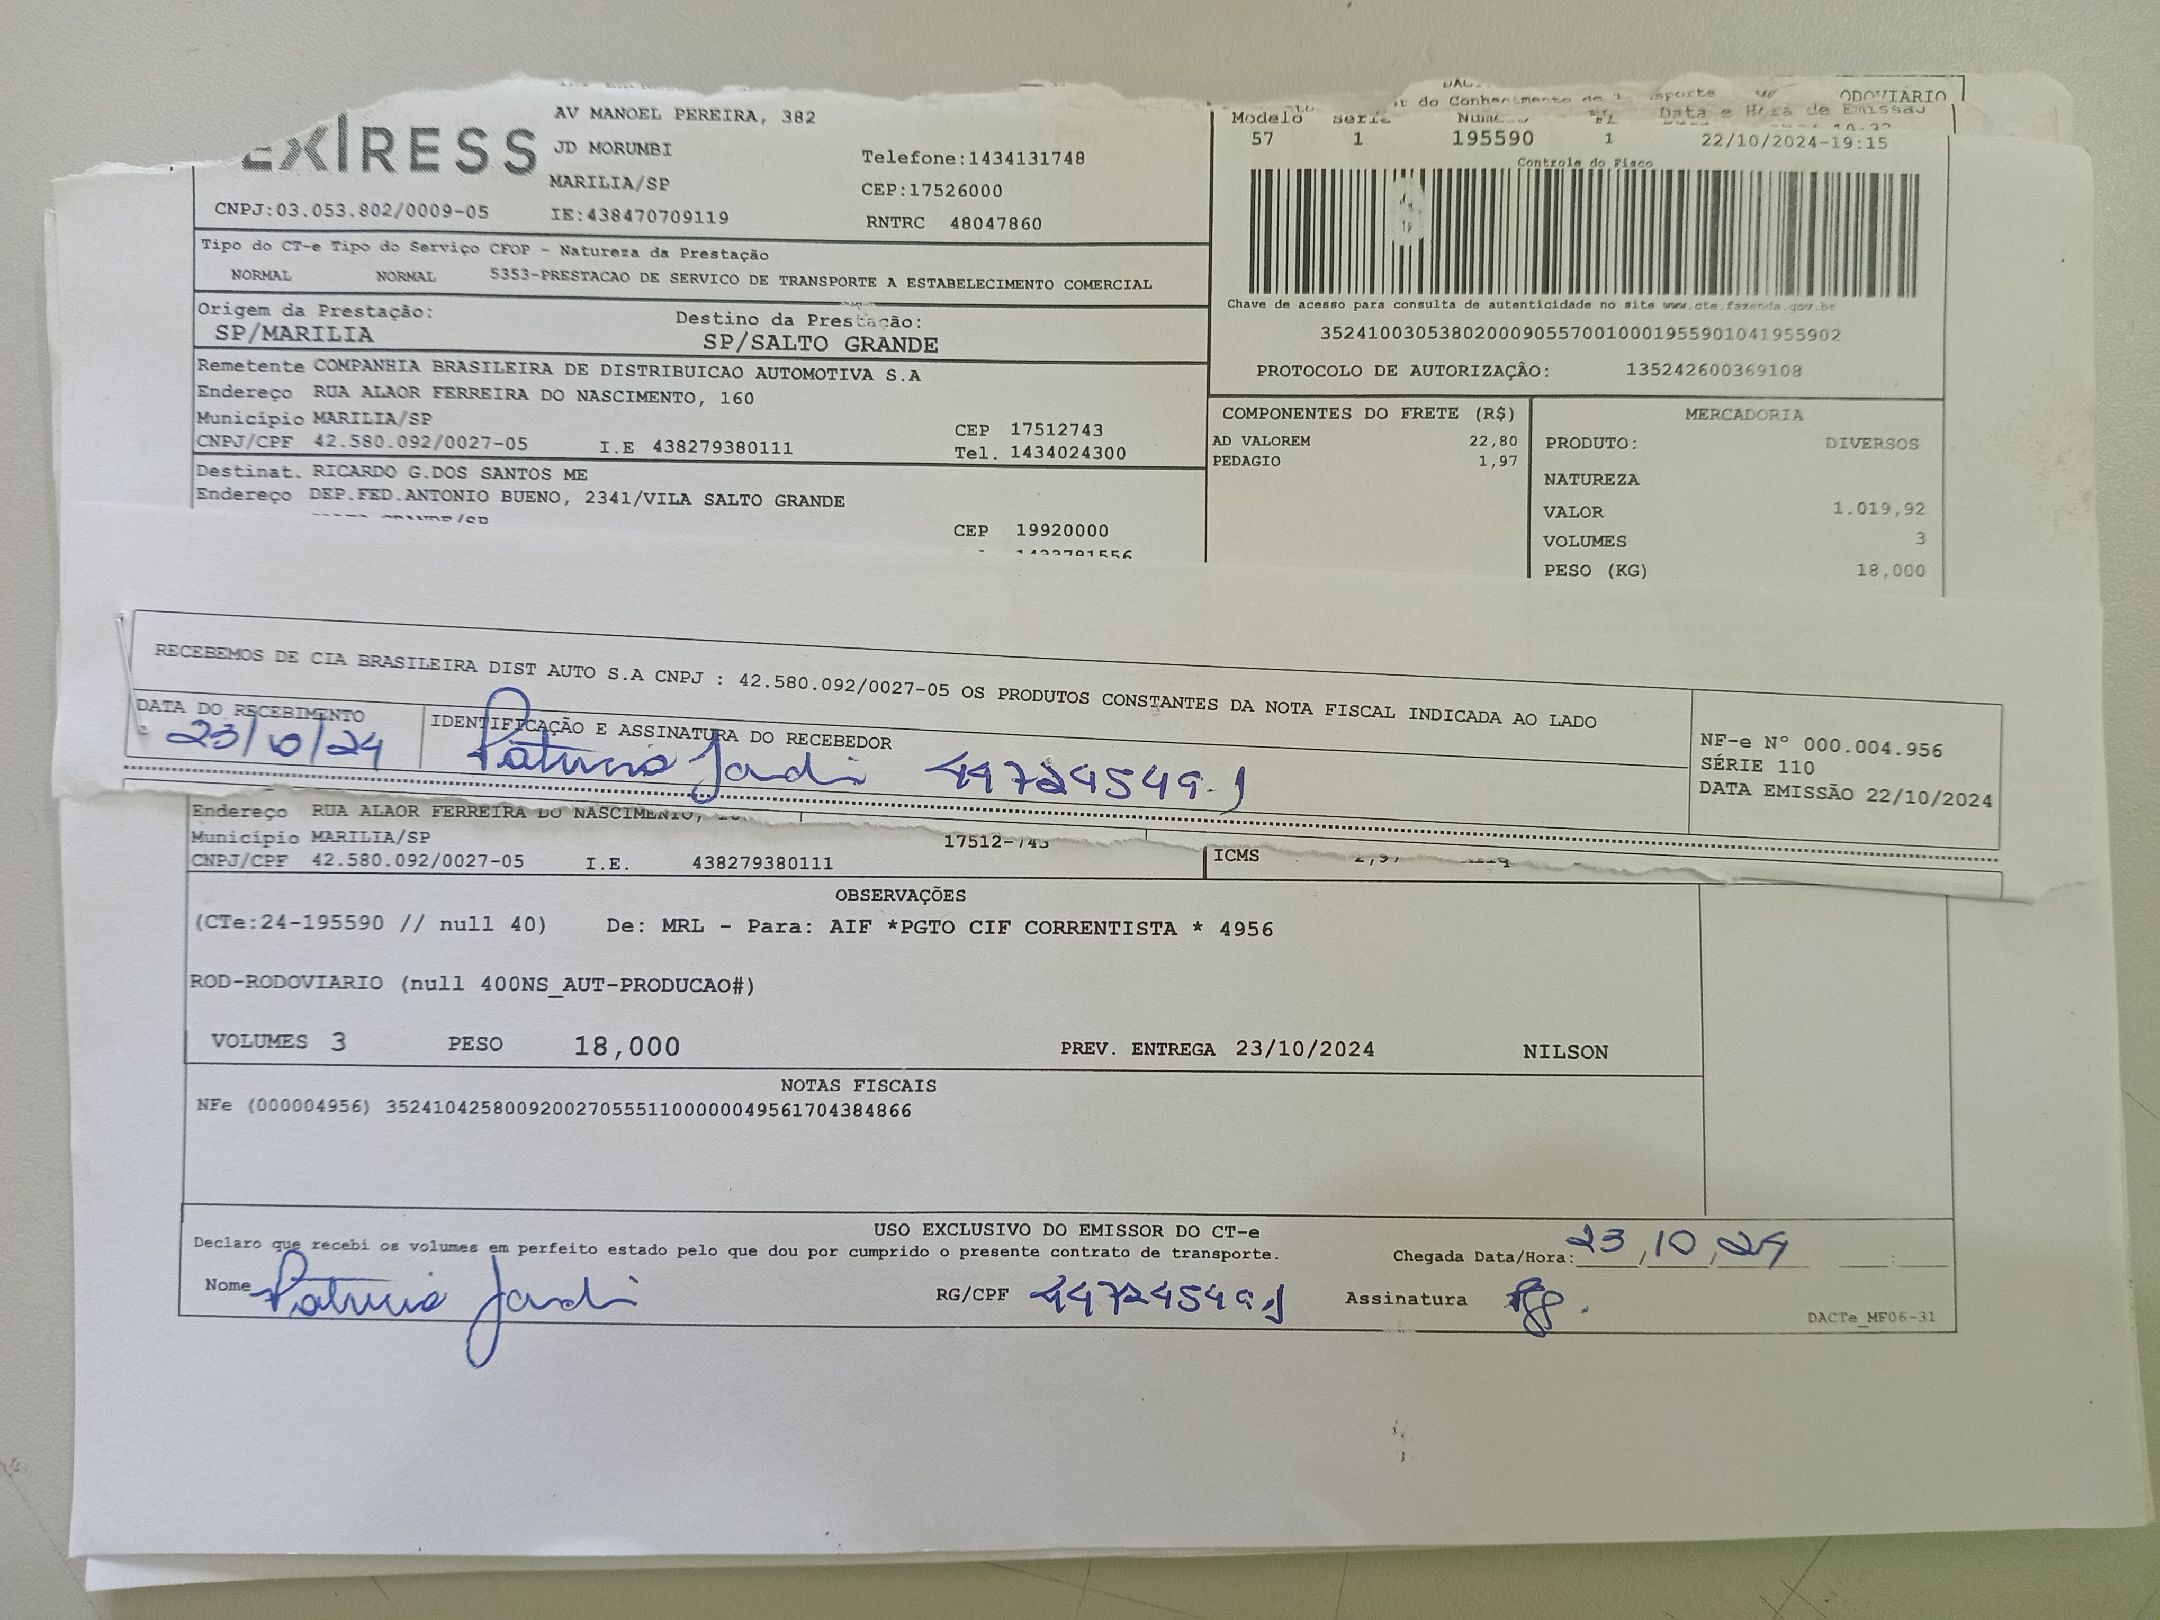 AV MANOEL PEREIRA, 382
JD MORUMBI
MARILIA/SP
Telefone:1434131748
CEP:17526000
CNPJ:03.053.802/0009-05 IE:438470709119 RNTRC 48047860
ODOVIÁRIO
do Conhecimento de
Modelo Série Data e Hora de Emissão
57 1 195590 1 22/10/2024-19:15
Controle do Fisco
Chave de acesso para consulta de autenticidade no site www.cte.fazenda.gov.br
35241003053802000905570010001955901041955902
PROTOCOLO DE AUTORIZAÇÂO: 135242600369108
Tipo do CT-e Tipo do Serviço CFOP - Natureza da Prestação
NORMAL NORMAL 5353-PRESTACAO DE SERVICO DE TRANSPORTE A ESTABELECIMENTO COMERCIAL
Origem da Prestação: Destino da Prestação:
SP/MARILIA SP/SALTO GRANDE
Remetente COMPANHIA BRASILEIRA DE DISTRIBUICAO AUTOMOTIVA S.A
Endereço RUA ALAOR FERREIRA DO NASCIMENTO, 160
Município MARILIA/SP CEP 17512743
CNPJ/CPF 42.580.092/0027-05 I.E 438279380111 Tel. 1434024300
Destinat. RICARDO G.DOS SANTOS ME
Endereço DEP.FED.ANTONIO BUENO, 2341/VILA SALTO GRANDE
CEP 19920000
COMPONENTES DO FRETE (R$)
AD VALOREM 22,80
PEDAGIO 1,97
MERCADORIA
PRODUTO: DIVERSOS
NATUREZA
VALOR 1.019,92
VOLUMES 3
PESO (KG) 18,000
RECEBEMOS DE CIA BRASILEIRA DIST AUTO S.A CNPJ : 42.580.092/0027-05 OS PRODUTOS CONSTANTES DA NOTA FISCAL INDICADA AO LADO
DATA DO RECEBIMENTO IDENTIFICAÇÃO E ASSINATURA DO RECEBEDOR
23/10/24
NF-e Nº 000.004.956
SÉRIE 110
DATA EMISSÃO 22/10/2024
Endereço RUA ALAOR FERREIRA DO NASCIMENTO,
Município MARILIA/SP
CNPJ/CPF 42.580.092/0027-05 I.E. 438279380111 ICMS
OBSERVAÇÕES
(CTe:24-195590 // null 40) De: MRL - Para: AIF *PGTO CIF CORRENTISTA * 4956
ROD-RODOVIARIO (null 400NS_AUT-PRODUCAO#)
VOLUMES 3 PESO 18,000 PREV. ENTREGA 23/10/2024 NILSON
NOTAS FISCAIS
NFe (000004956) 35241042580092002705551100000049561704384866
USO EXCLUSIVO DO EMISSOR DO CT-e
Declaro que recebi os volumes em perfeito estado pelo que dou por cumprido o presente contrato de transporte. Chegada Data/Hora: 23/10/24
Nome RG/CPF Assinatura
DACTe_MF06-31